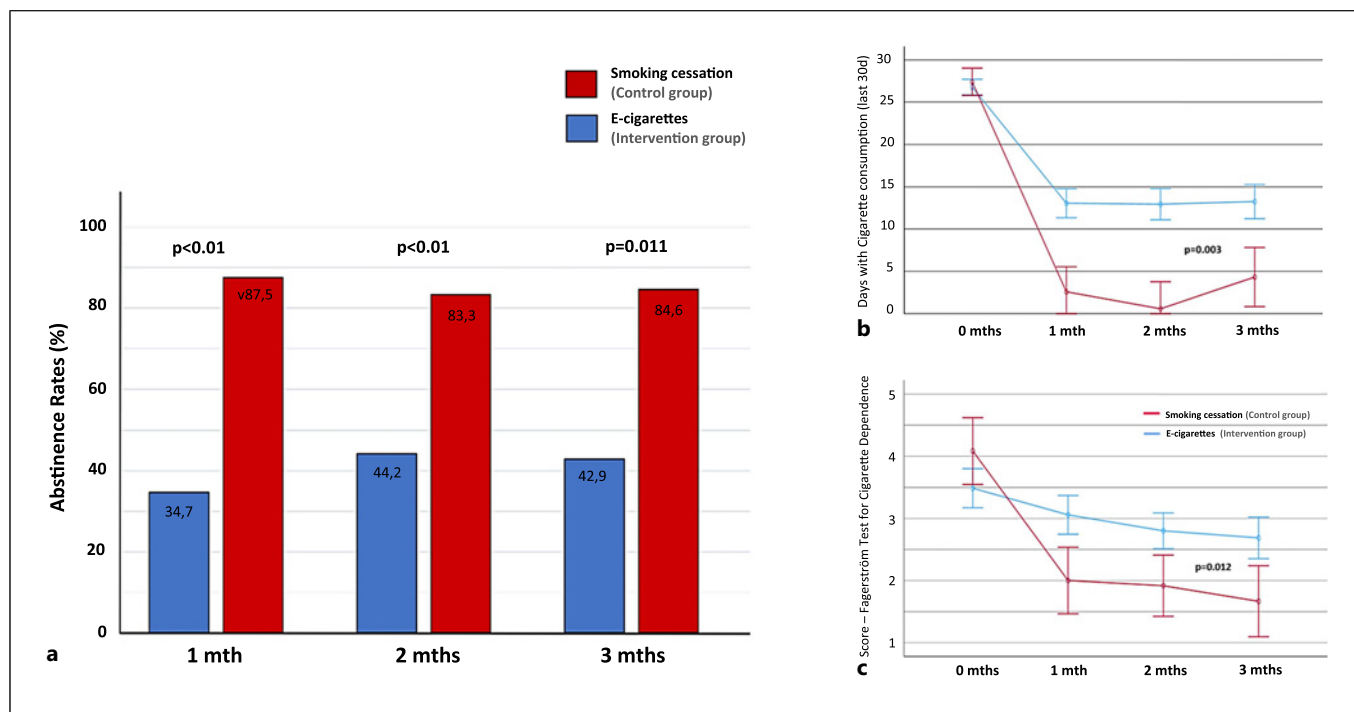 Smoking cessation
(Control group)
E-cigarettes
(Intervention group)
Abstinence Rates (%)
100
80
60
40
20
0
p<0.01
p<0.01
p=0.011
34,7
v87,5
44,2
83,3
42,9
84,6
1 mth
2 mths
3 mths
a
Days with Cigarette consumption (last 30d)
30
25
20
15
10
5
0
p=0.003
0 mths
1 mth
2 mths
3 mths
b
Score – Fagerström Test for Cigarette Dependence
5
4
3
2
1
Smoking cessation (Control group)
E-cigarettes (Intervention group)
p=0.012
0 mths
1 mth
2 mths
3 mths
c